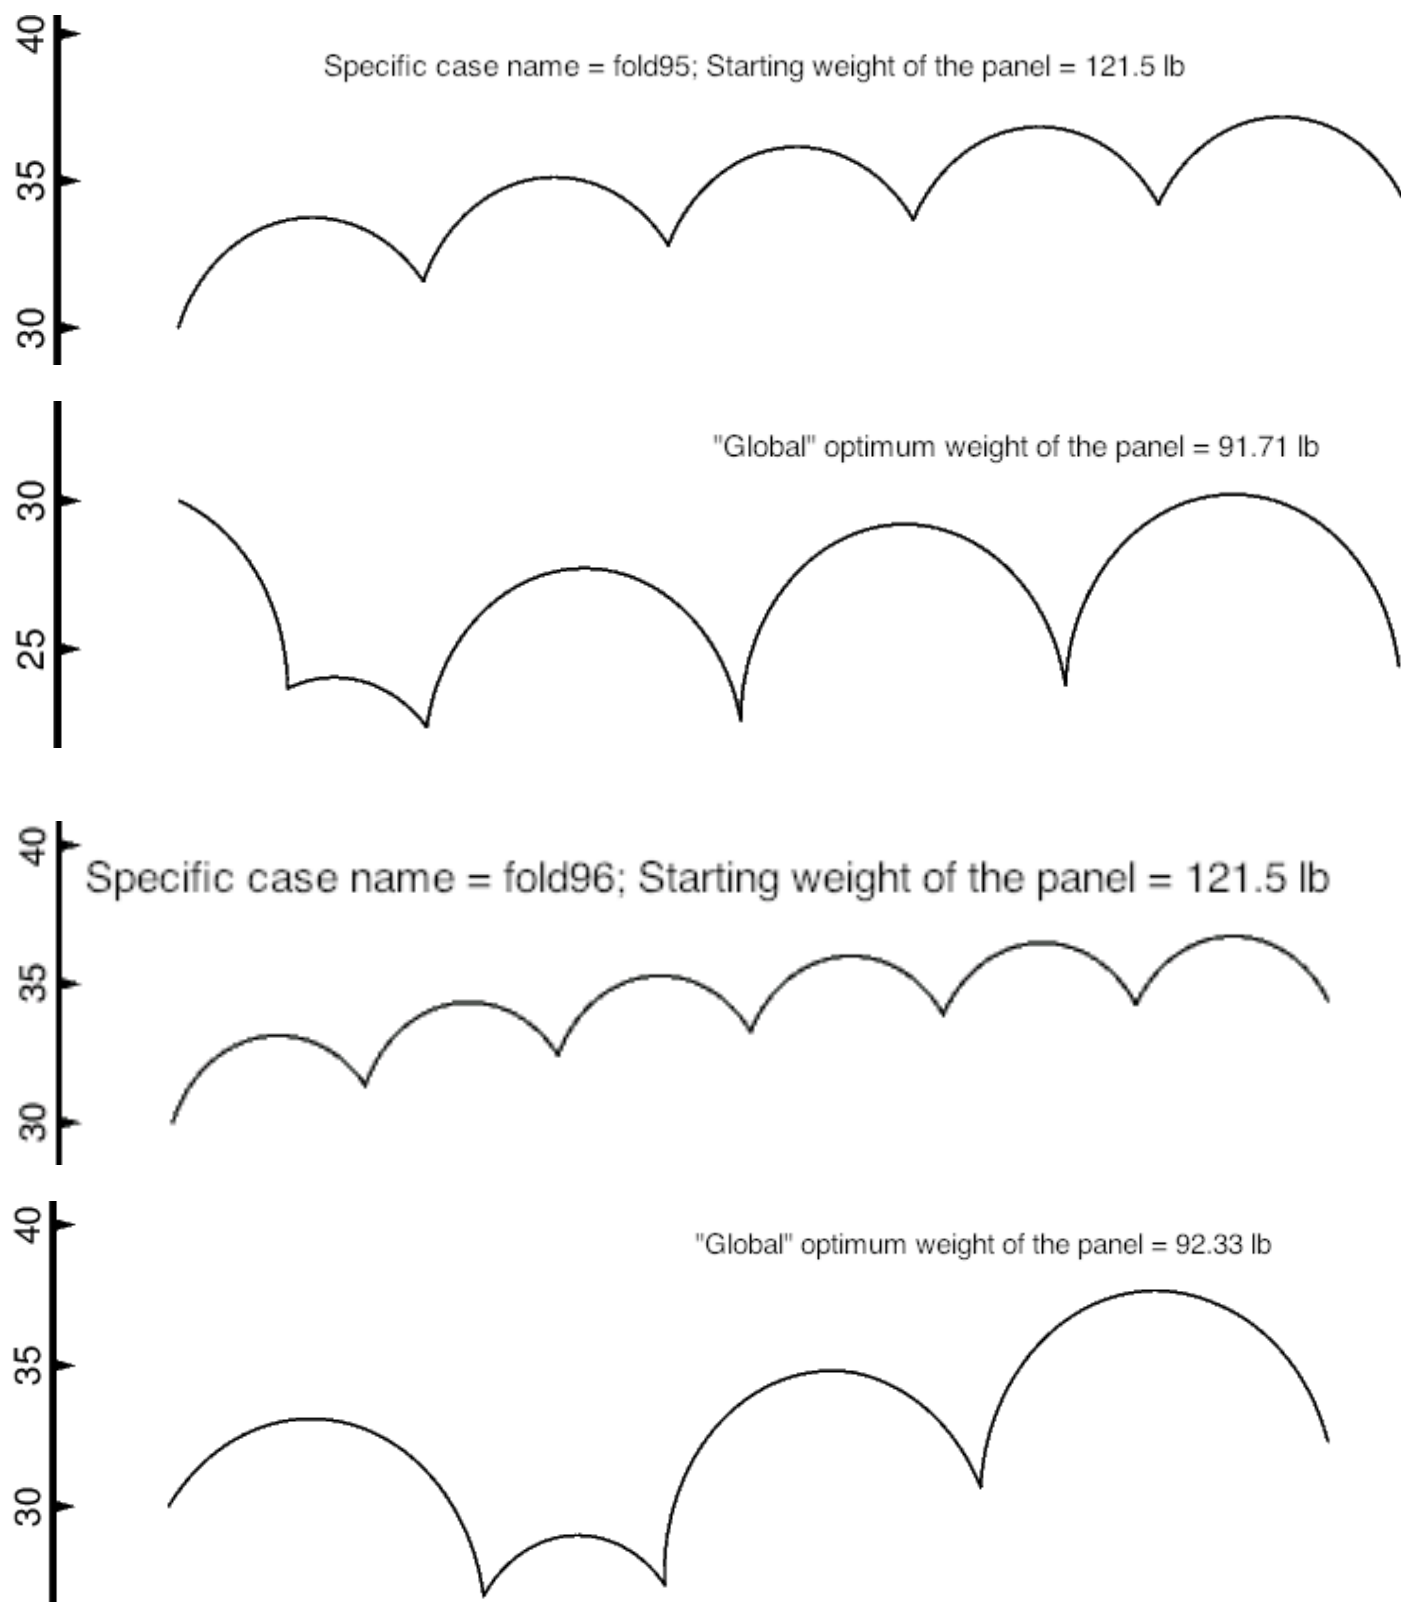 40
Specific case name = fold95; Starting weight of the panel = 121.5 lb
35
30
"Global" optimum weight of the panel = 91.71 lb
30
25
40
Specific case name = fold96; Starting weight of the panel = 121.5 lb
35
30
40
"Global" optimum weight of the panel = 92.33 lb
35
30